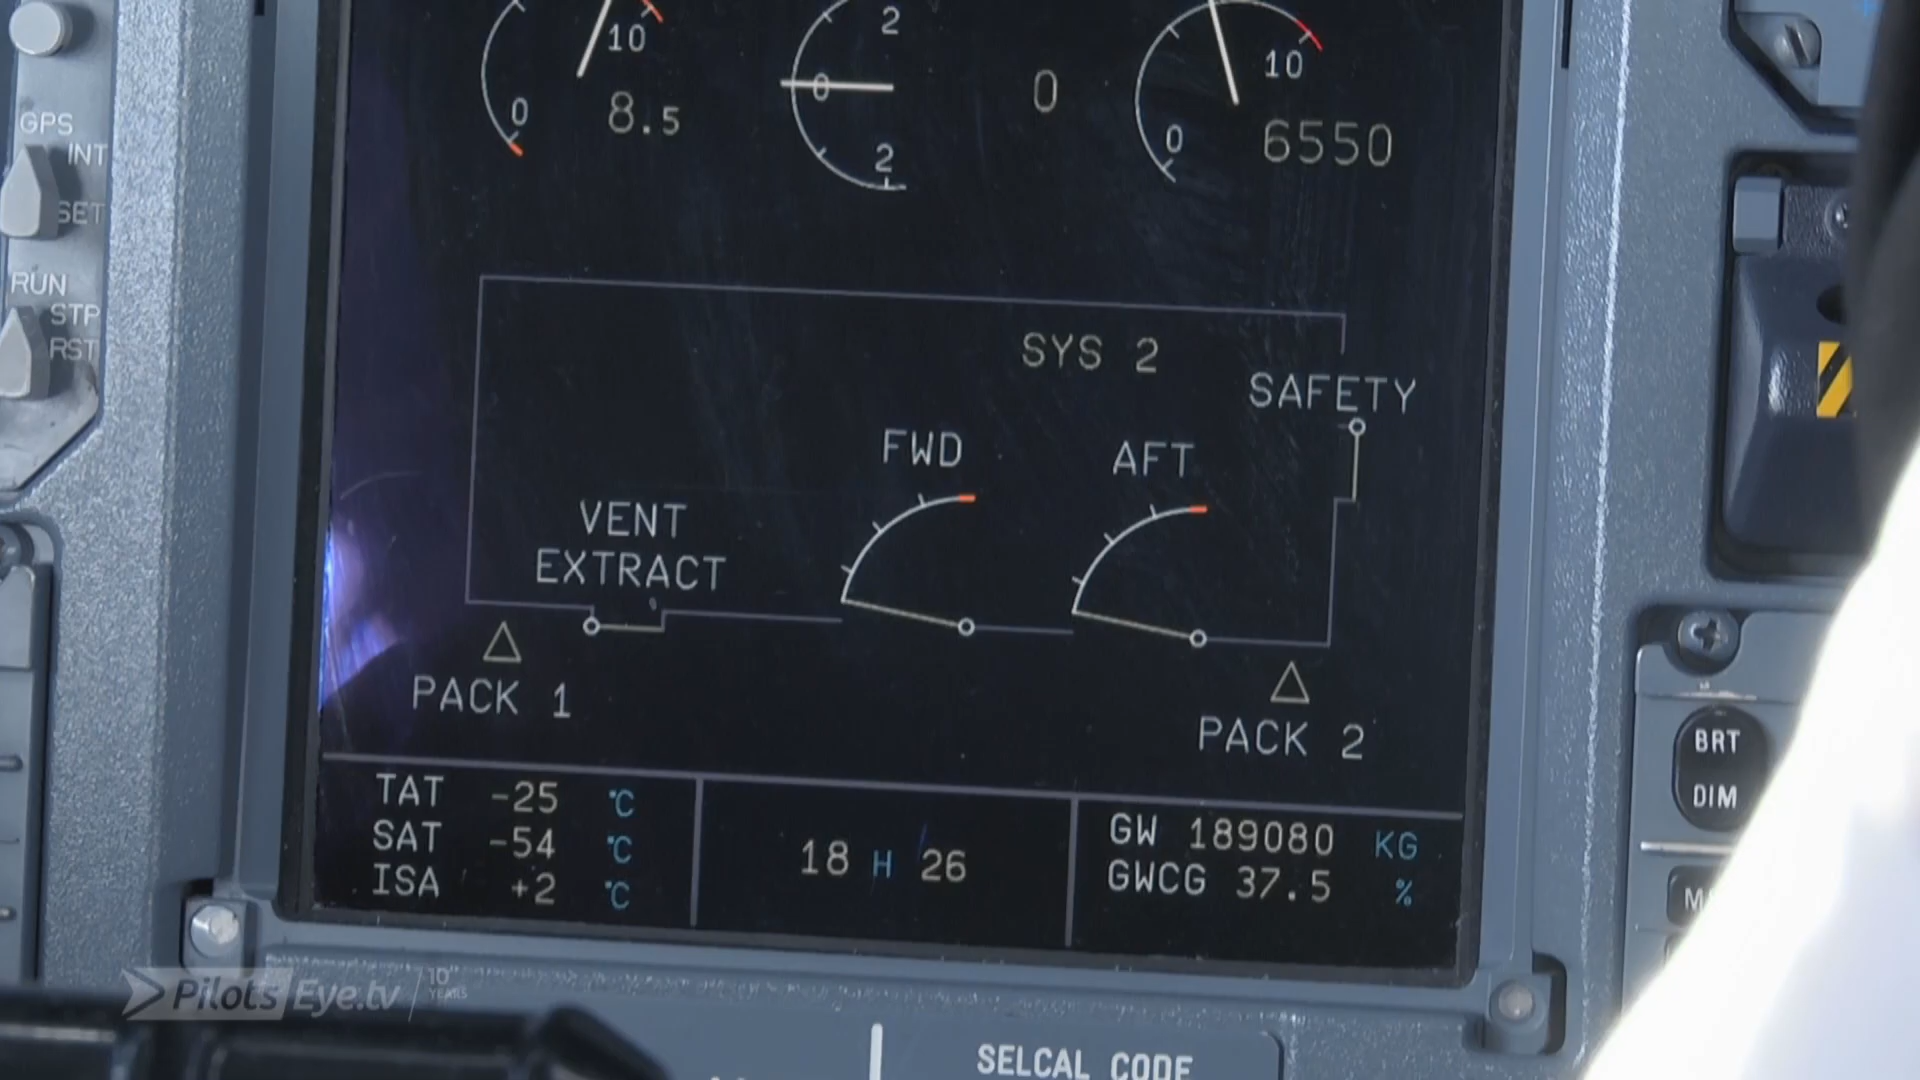 GPS
INT
SET
RUN
STP
RST
10
0
8.5
2
0
2
0
10
0
6550
SYS 2
SAFETY
FWD
AFT
VENT
EXTRACT
PACK 1
PACK 2
TAT -25 °C
SAT -54 °C
ISA +2 °C
18 H 26
GW 189080 KG
GWCG 37.5 %
BRT
DIM
PilotsEye.tv
10
YEARS
SELCAL CODE